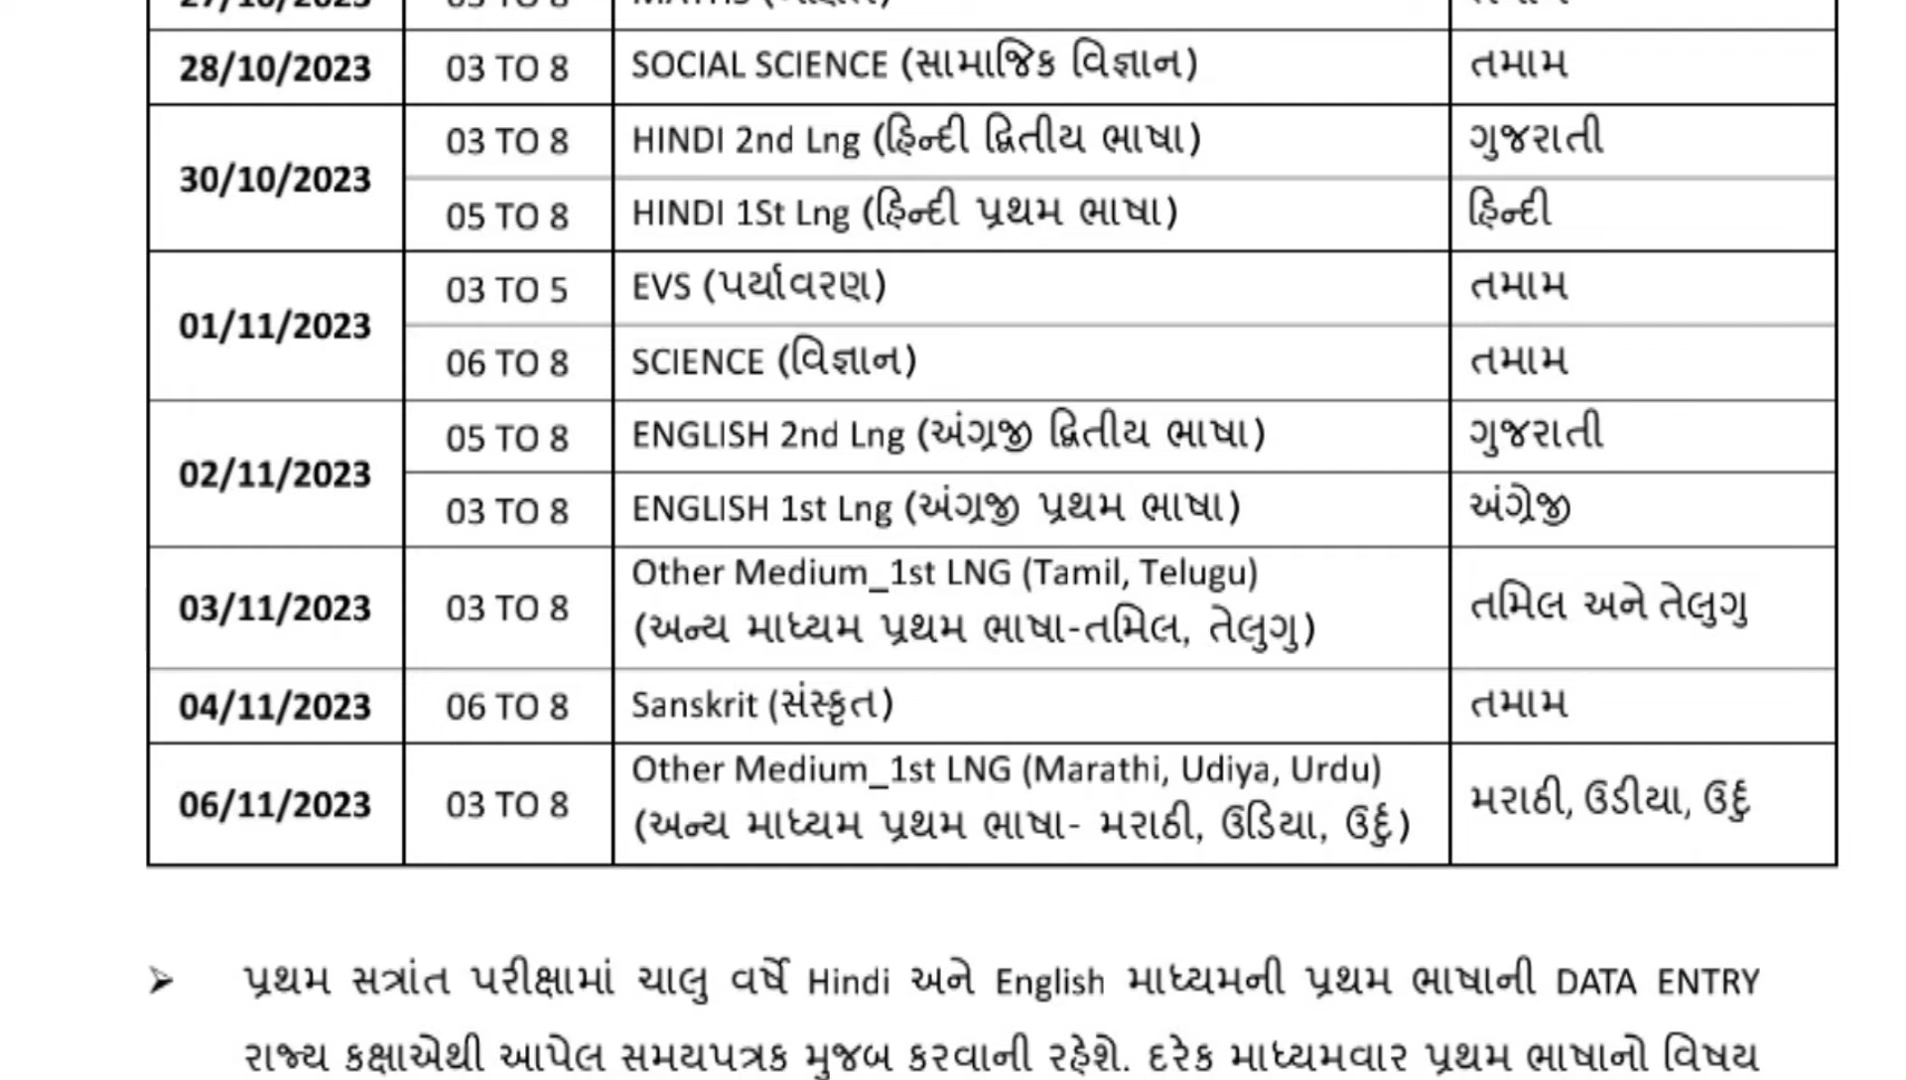 28/10/2023 03 TO 8 SOCIAL SCIENCE (સામાજિક વિજ્ઞાન) તમામ
30/10/2023 03 TO 8 HINDI 2nd Lng (હિન્દી દ્વિતીય ભાષા) ગુજરાતી
05 TO 8 HINDI 1St Lng (હિન્દી પ્રથમ ભાષા) હિન્દી
01/11/2023 03 TO 5 EVS (પર્યાવરણ) તમામ
06 TO 8 SCIENCE (વિજ્ઞાન) તમામ
02/11/2023 05 TO 8 ENGLISH 2nd Lng (અંગ્રજી દ્વિતીય ભાષા) ગુજરાતી
03 TO 8 ENGLISH 1st Lng (અંગ્રજી પ્રથમ ભાષા) અંગ્રેજી
03/11/2023 03 TO 8 Other Medium_1st LNG (Tamil, Telugu)
(અન્ય માધ્યમ પ્રથમ ભાષા-તમિલ, તેલુગુ) તમિલ અને તેલુગુ
04/11/2023 06 TO 8 Sanskrit (સંસ્કૃત) તમામ
06/11/2023 03 TO 8 Other Medium_1st LNG (Marathi, Udiya, Urdu)
(અન્ય માધ્યમ પ્રથમ ભાષા- મરાઠી, ઉડિયા, ઉર્દુ) મરાઠી, ઉડીયા, ઉર્દુ
➢ પ્રથમ સત્રાંત પરીક્ષામાં ચાલુ વર્ષે Hindi અને English માધ્યમની પ્રથમ ભાષાની DATA ENTRY
રાજ્ય કક્ષાએથી આપેલ સમયપત્રક મુજબ કરવાની રહેશે. દરેક માધ્યમવાર પ્રથમ ભાષાનો વિષય